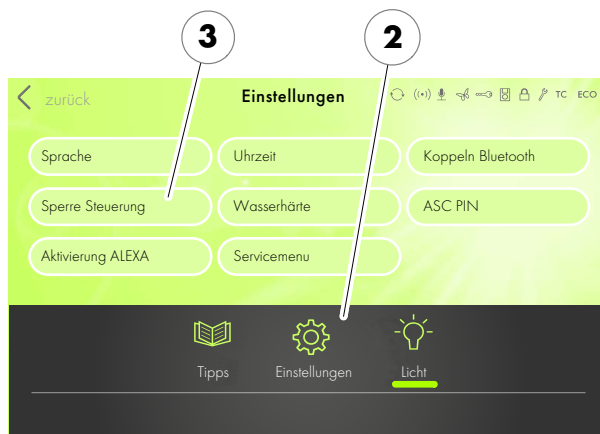 3 2
zurück Einstellungen TC ECO
Sprache Uhrzeit Koppeln Bluetooth
Sperre Steuerung Wasserhärte ASC PIN
Aktivierung ALEXA Servicemenu
Tipps Einstellungen Licht